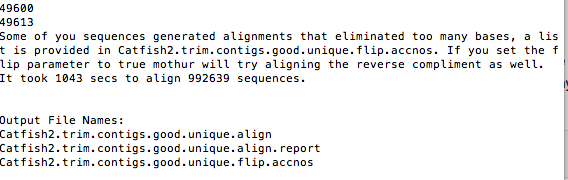 49600
49613
Some of you sequences generated alignments that eliminated too many bases, a lis
t is provided in Catfish2.trim.contigs.good.unique.flip.accnos. If you set the f
lip parameter to true mothur will try aligning the reverse compliment as well.
It took 1043 secs to align 992639 sequences.
Output File Names:
Catfish2.trim.contigs.good.unique.align
Catfish2.trim.contigs.good.unique.align.report
Catfish2.trim.contigs.good.unique.flip.accnos